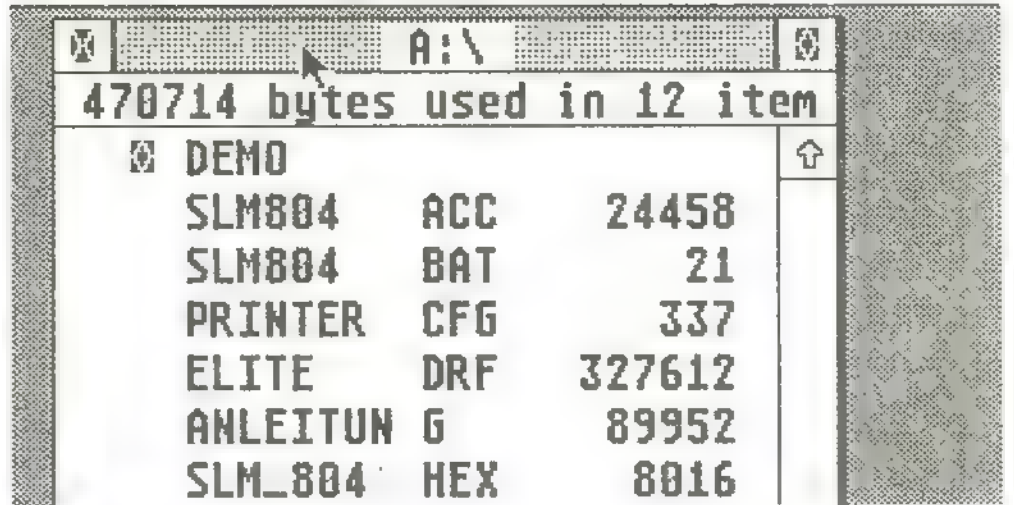 A:\
470714 bytes used in 12 item
DEMO
SLM804 ACC 24458
SLM804 BAT 21
PRINTER CFG 337
ELITE DRF 327612
ANLEITUN G 89952
SLM_804 HEX 8016